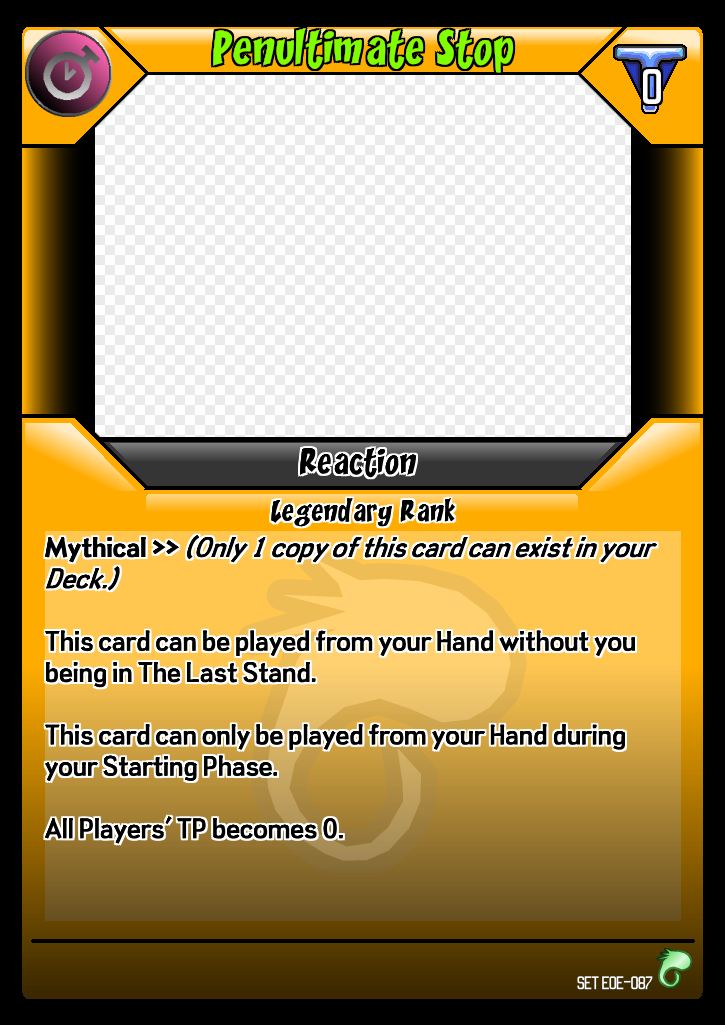 Penultimate Stop
0
Reaction
Legendary Rank
Mythical >> (Only 1 copy of this card can exist in your
Deck.)
This card can be played from your Hand without you
being in The Last Stand.
This card can only be played from your Hand during
your Starting Phase.
All Players' TP becomes 0.
SET EOE-087